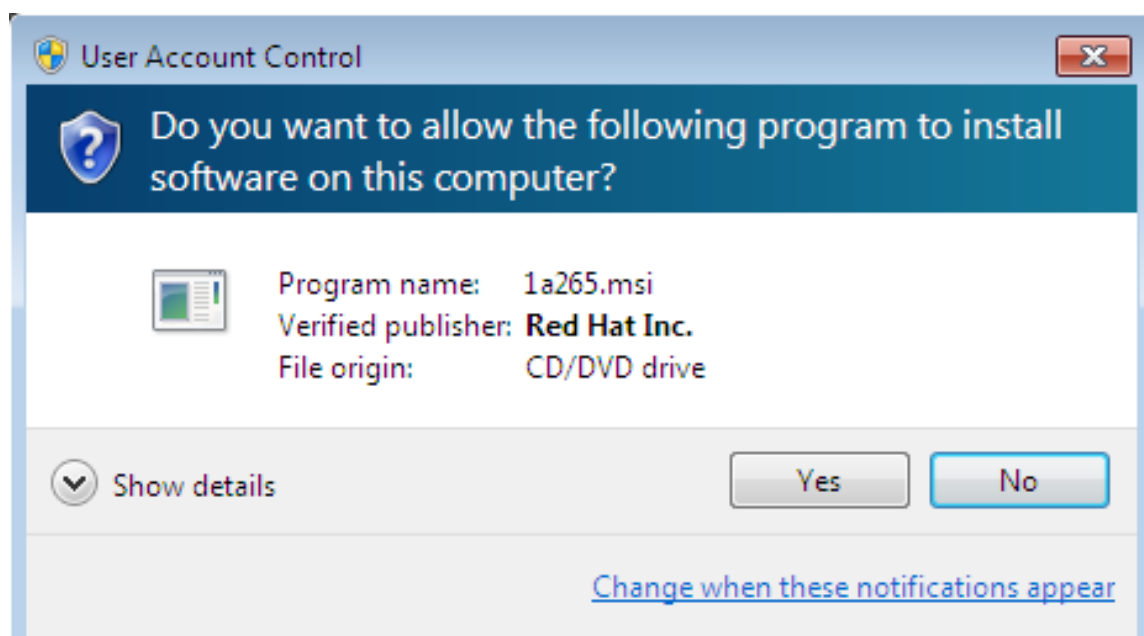 User Account Control
Do you want to allow the following program to install
software on this computer?
Program name: 1a265.msi
Verified publisher: Red Hat Inc.
File origin: CD/DVD drive
Show details
Yes
No
Change when these notifications appear